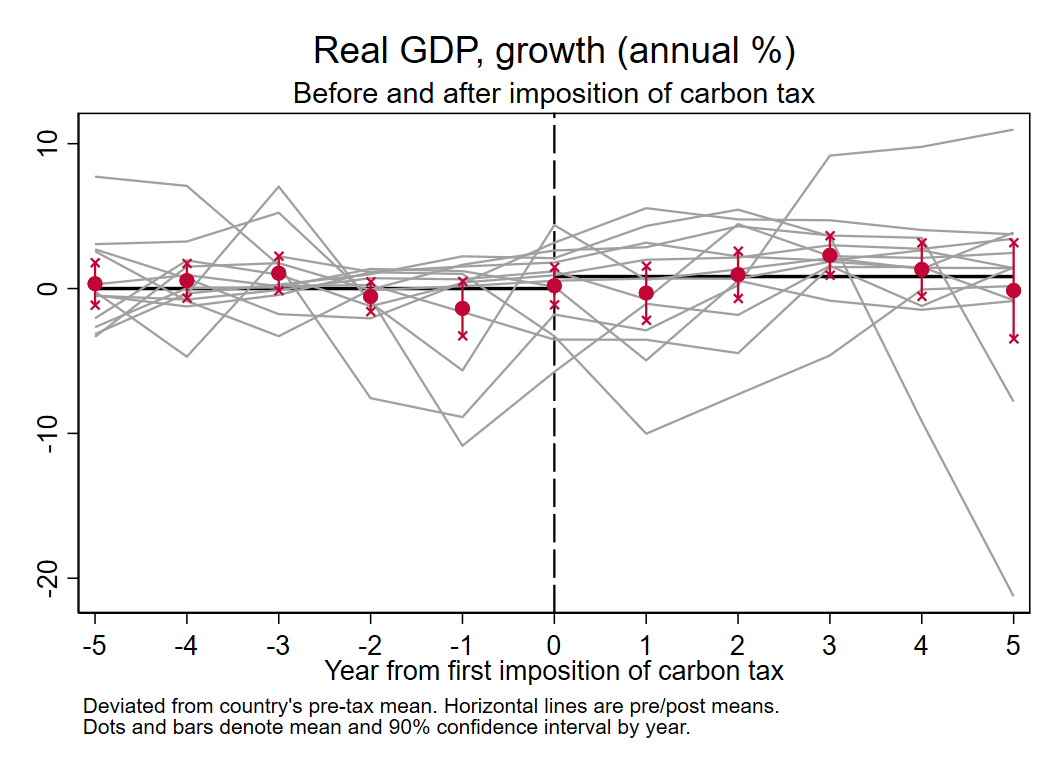 Real GDP, growth (annual %)
Before and after imposition of carbon tax
10
0
-10
-20
-5 -4 -3 -2 -1 0 1 2 3 4 5
Year from first imposition of carbon tax
Deviated from country's pre-tax mean. Horizontal lines are pre/post means.
Dots and bars denote mean and 90% confidence interval by year.